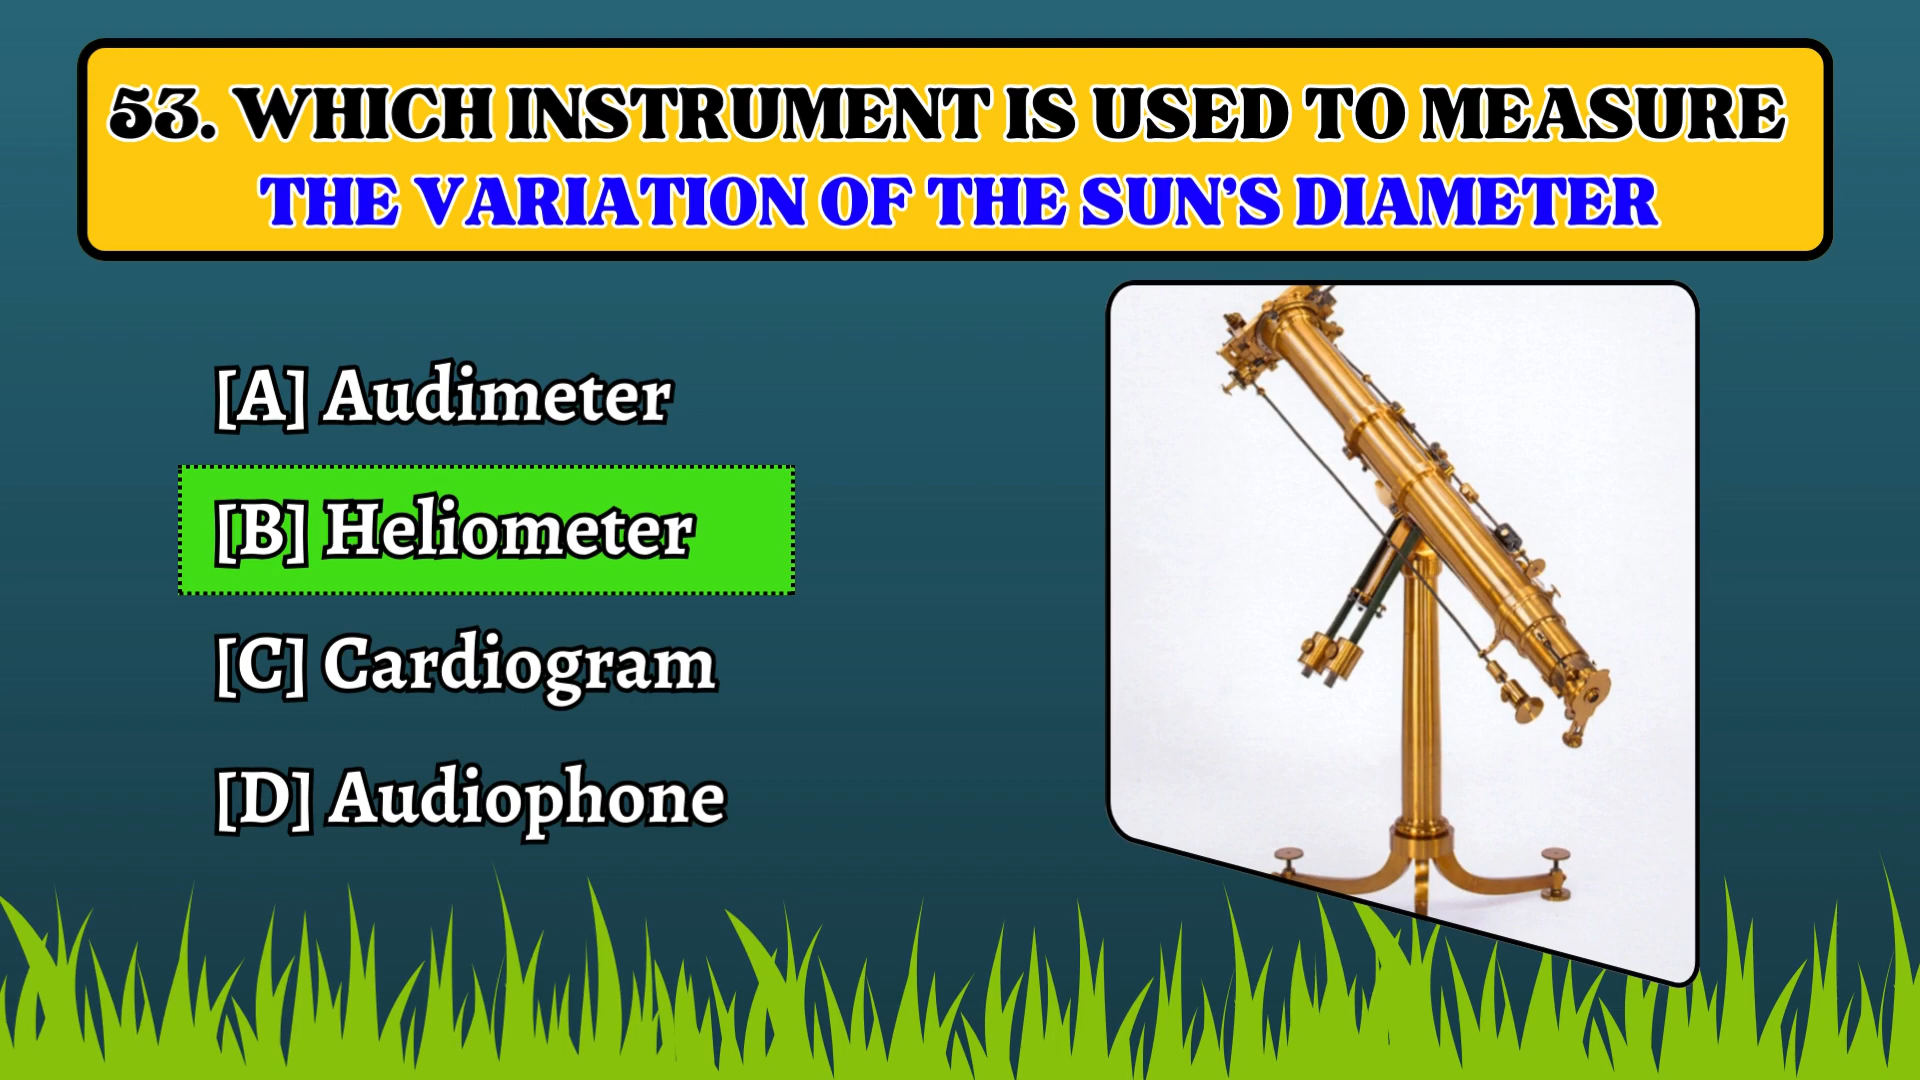 53. WHICH INSTRUMENT IS USED TO MEASURE
THE VARIATION OF THE SUN'S DIAMETER
[A] Audimeter
[B] Heliometer
[C] Cardiogram
[D] Audiophone